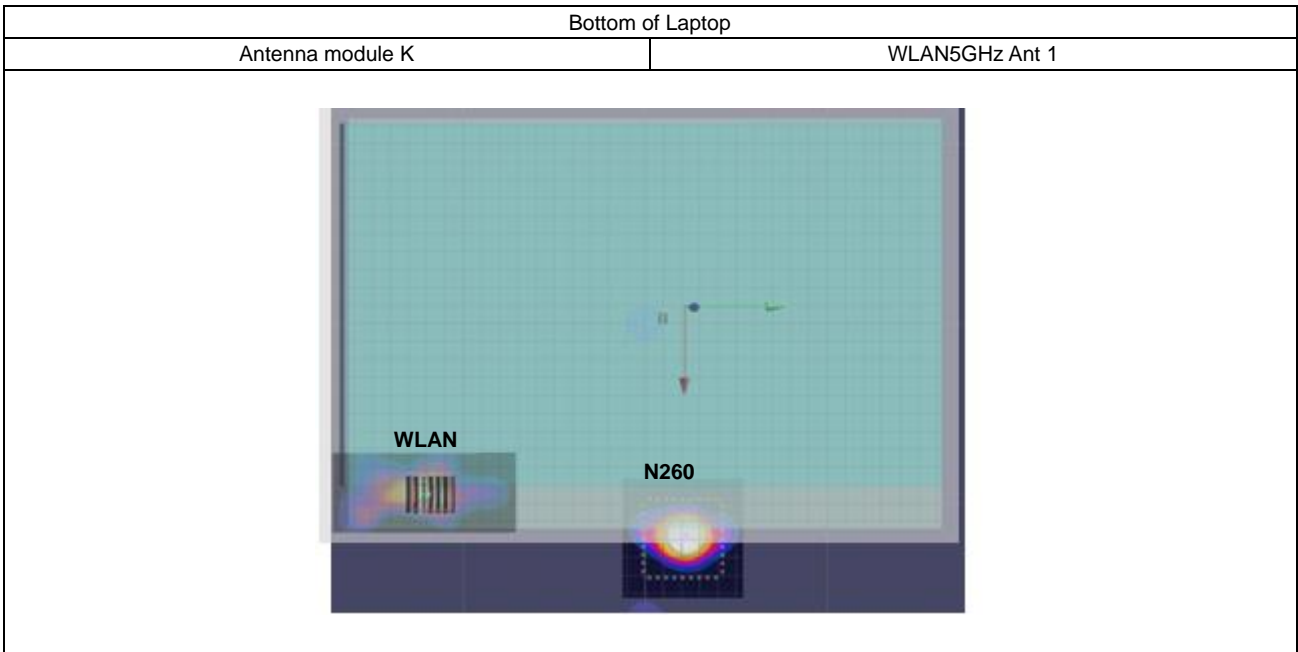 Bottom of Laptop
Antenna module K
WLAN5GHz Ant 1
WLAN
N260